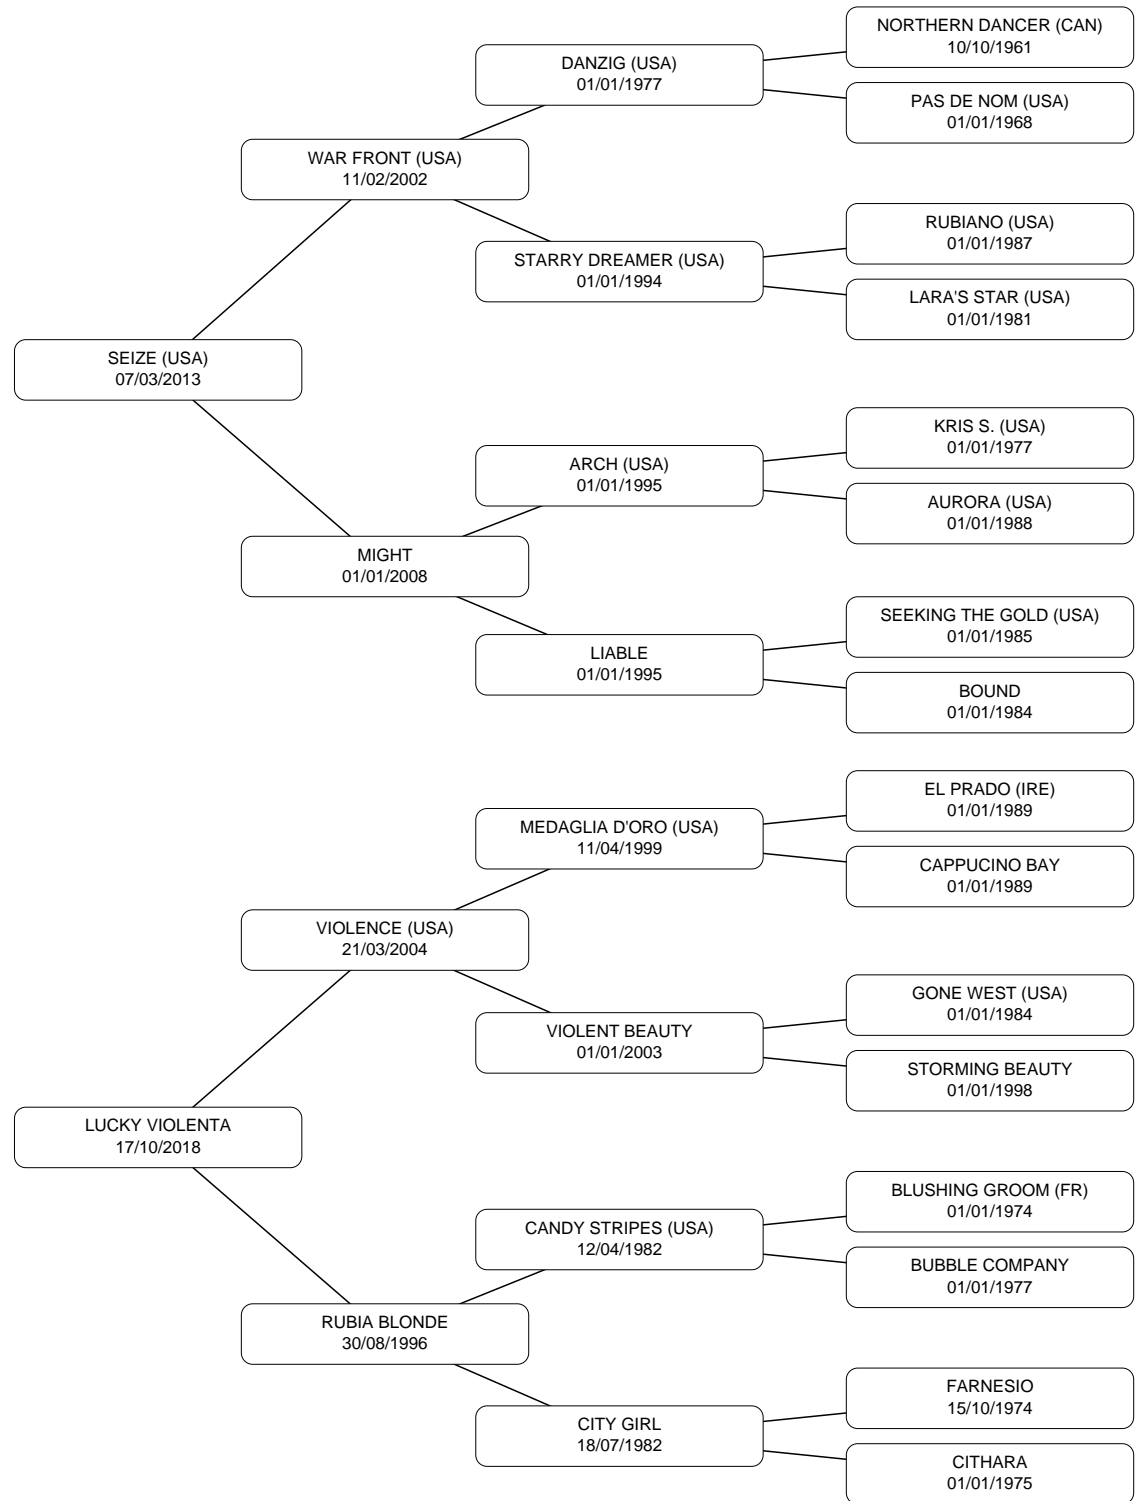 NORTHERN DANCER (CAN)
10/10/1961
DANZIG (USA)
01/01/1977
PAS DE NOM (USA)
01/01/1968
WAR FRONT (USA)
11/02/2002
RUBIANO (USA)
01/01/1987
STARRY DREAMER (USA)
01/01/1994
LARA'S STAR (USA)
01/01/1981
SEIZE (USA)
07/03/2013
KRIS S. (USA)
01/01/1977
ARCH (USA)
01/01/1995
AURORA (USA)
01/01/1988
MIGHT
01/01/2008
SEEKING THE GOLD (USA)
01/01/1985
LIABLE
01/01/1995
BOUND
01/01/1984
EL PRADO (IRE)
01/01/1989
MEDAGLIA D'ORO (USA)
11/04/1999
CAPPUCINO BAY
01/01/1989
VIOLENCE (USA)
21/03/2004
GONE WEST (USA)
01/01/1984
VIOLENT BEAUTY
01/01/2003
STORMING BEAUTY
01/01/1998
LUCKY VIOLENTA
17/10/2018
BLUSHING GROOM (FR)
01/01/1974
CANDY STRIPES (USA)
12/04/1982
BUBBLE COMPANY
01/01/1977
RUBIA BLONDE
30/08/1996
FARNESIO
15/10/1974
CITY GIRL
18/07/1982
CITHARA
01/01/1975